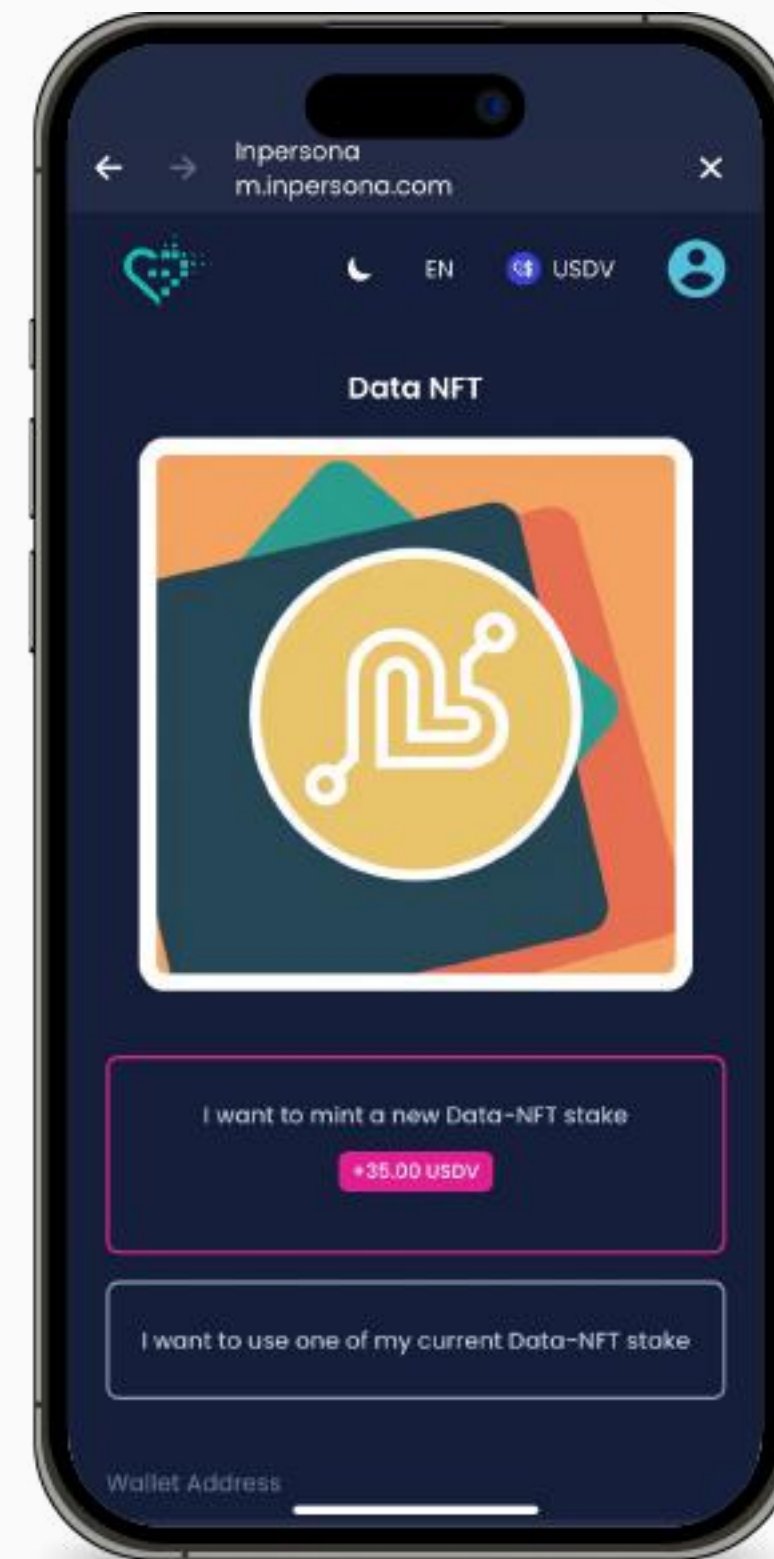 Inpersona
m.inpersona.com
EN
USDV
Data NFT
I want to mint a new Data-NFT stake
+35.00 USDV
I want to use one of my current Data-NFT stake
Wallet Address